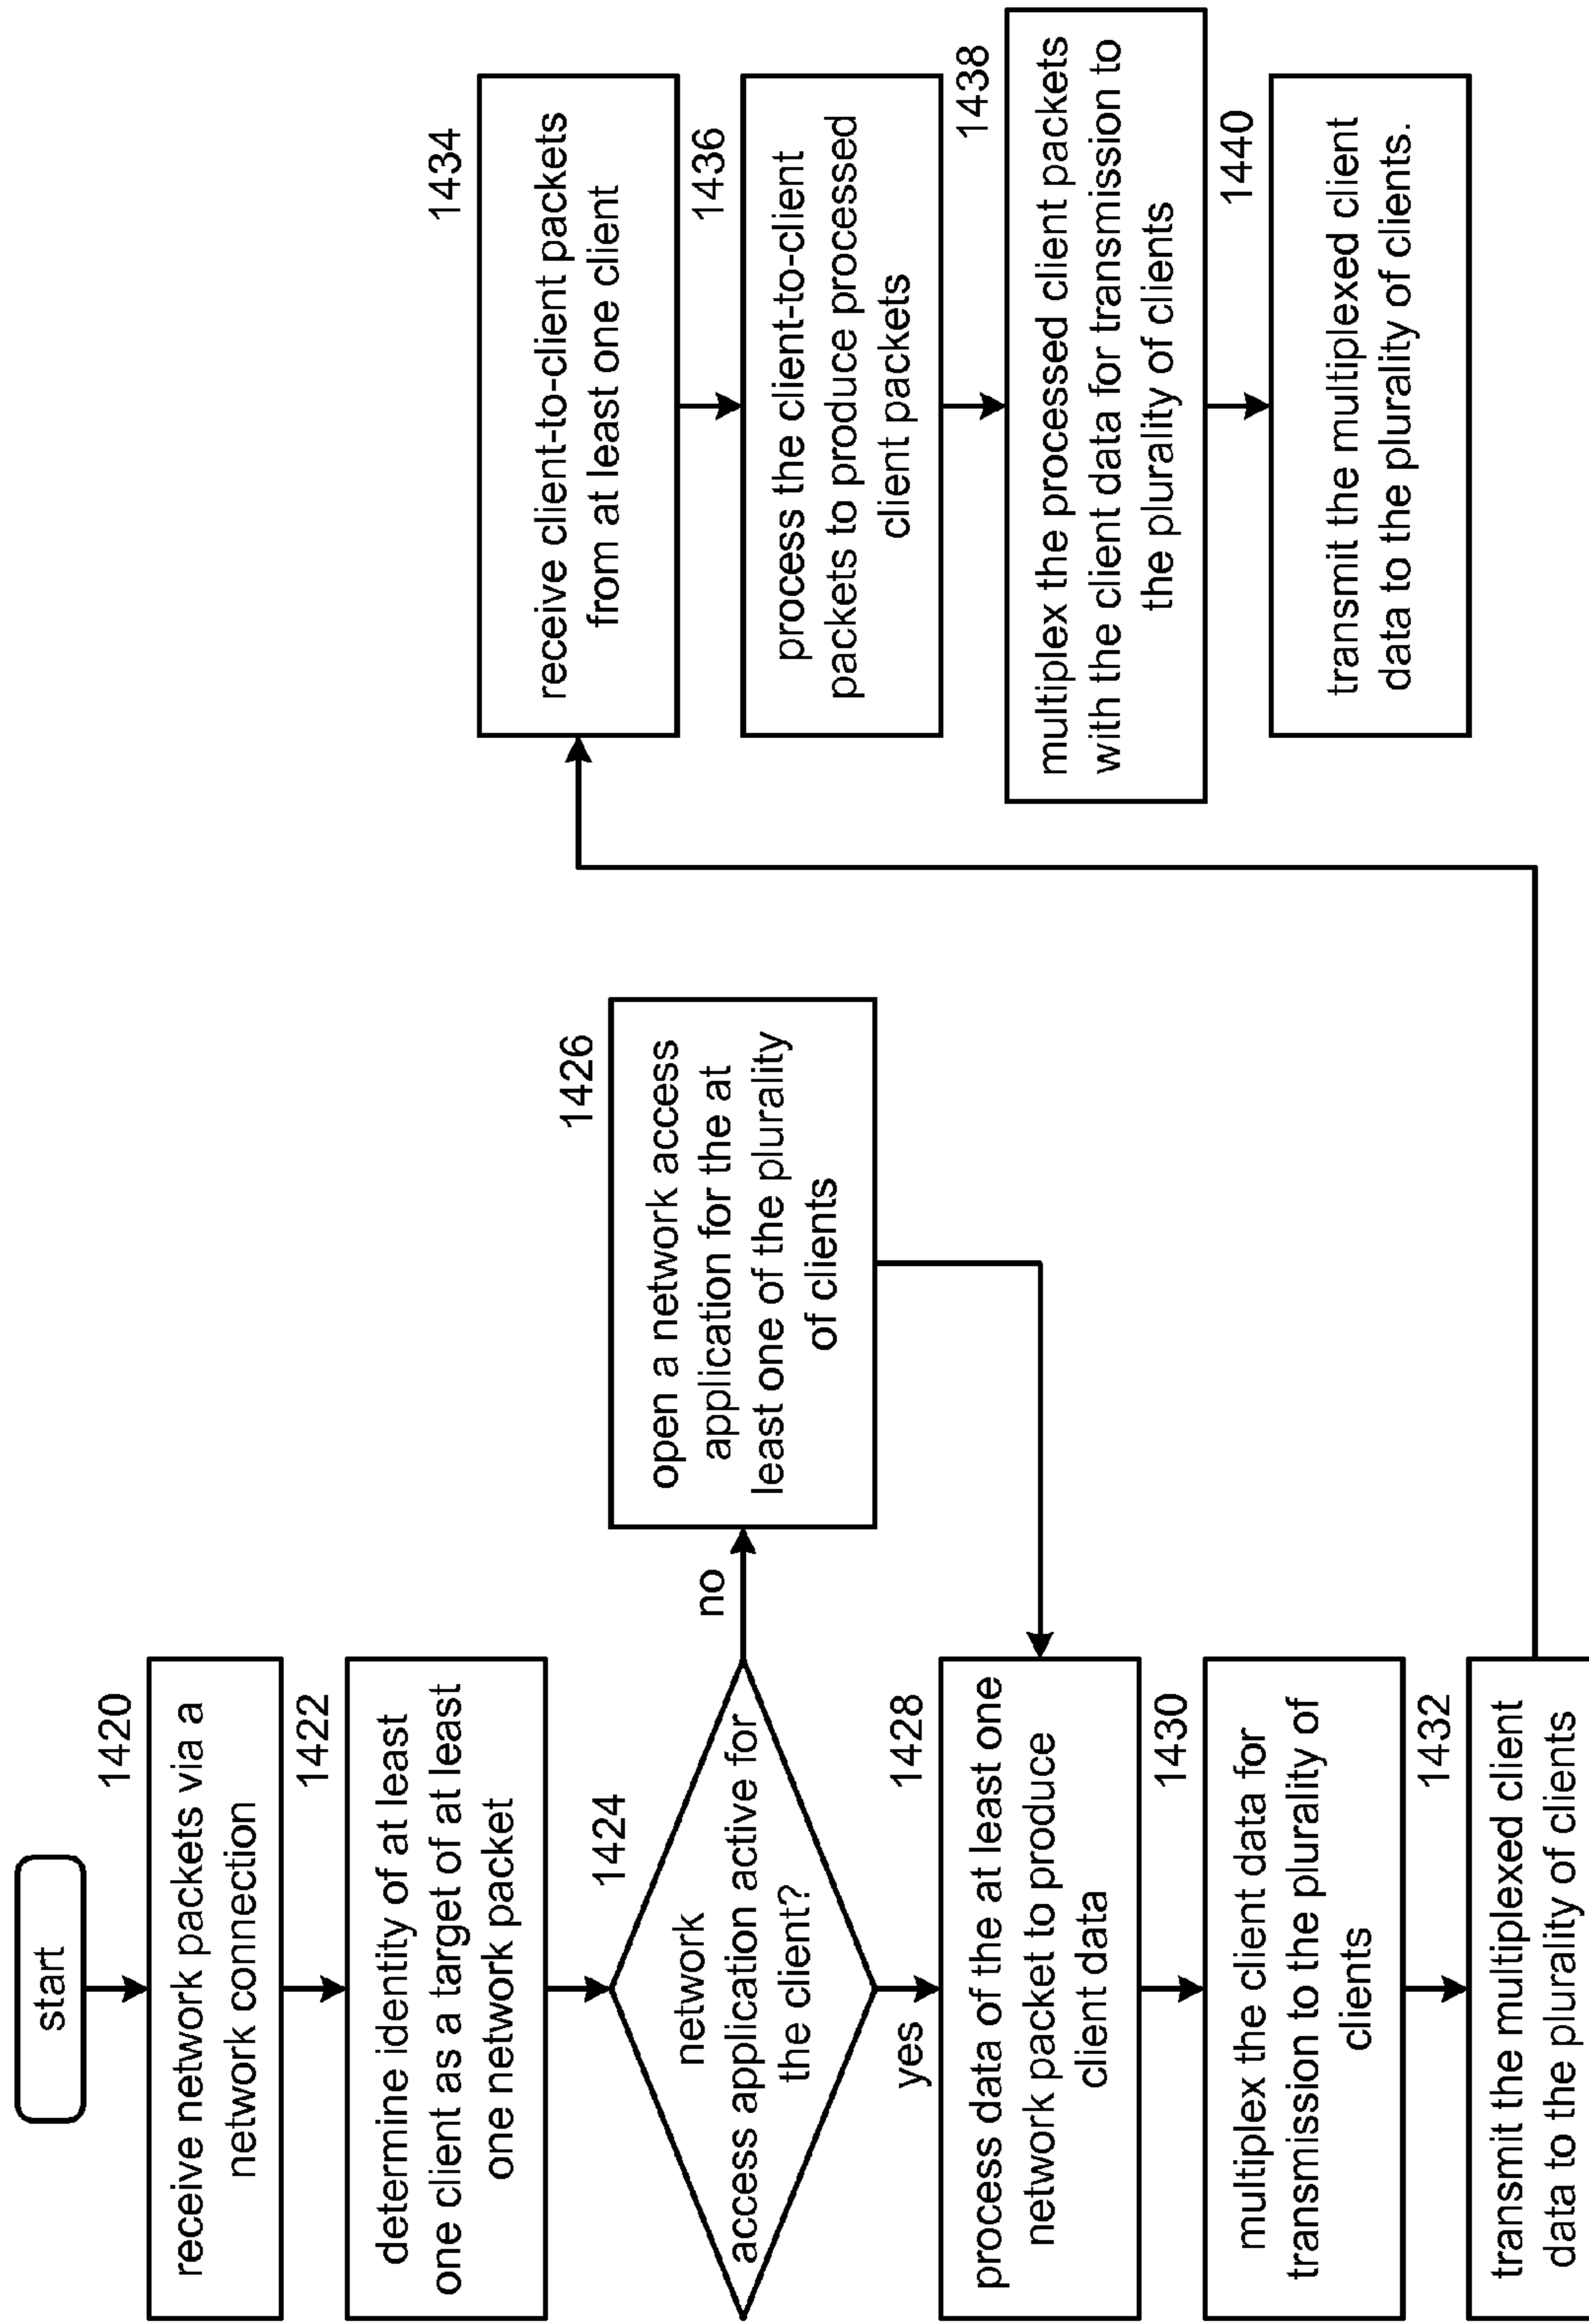 start
1420
receive network packets via a
network connection
1422
determine identity of at least
one client as a target of at least
one network packet
1424
network
access application active for
the client?
no
yes
1426
open a network access
application for the at
least one of the plurality
of clients
1428
process data of the at least one
network packet to produce
client data
1430
multiplex the client data for
transmission to the plurality of
clients
1432
transmit the multiplexed client
data to the plurality of clients
1434
receive client-to-client packets
from at least one client
1436
process the client-to-client
packets to produce processed
client packets
1438
multiplex the processed client packets
with the client data for transmission to
the plurality of clients
1440
transmit the multiplexed client
data to the plurality of clients.